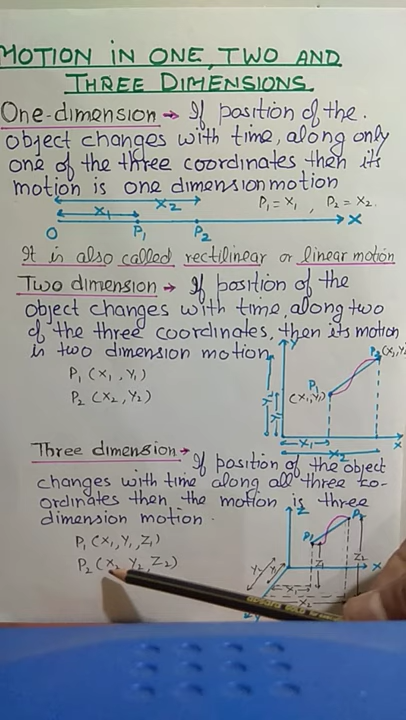 MOTION IN ONE, TWO AND
THREE DIMENSIONS.
One-dimension → If position of the.
object changes with time, along only
one of the three coordinates then its
motion is one dimension motion
X₂
X₁
P₁ = X₁ , P₂ = X₂.
O P₁ P₂ X
It is also called rectilinear or linear motion
Two dimension → If position of the
object changes with time, along two
of the three coordinates, then its motion
is two dimension motion.
P₁ (X₁, Y₁)
P₂ (X₂, Y₂)
Y
P₂
P₁
(X₁, Y₁)
X₁
X₂
X
Three dimension →
If position of the object
changes with time along all three co-
ordinates then the motion is three
dimension motion.
P₁ (X₁, Y₁, Z₁)
P₂ (X₂, Y₂, Z₂)
Z
P₂
P₁
Z₁
Z₂
Y₂
Y₁
X₁
X₂
X
Y